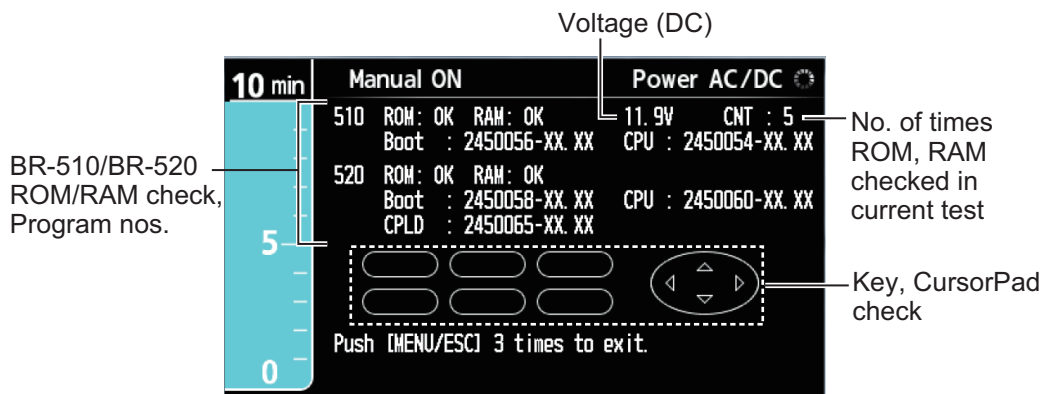 Voltage (DC)
10 min
Manual ON
Power AC/DC
510 ROM: OK RAM: OK
11.9V CNT : 5
Boot : 2450056-XX.XX CPU : 2450054-XX.XX
520 ROM: OK RAM: OK
Boot : 2450058-XX.XX CPU : 2450060-XX.XX
CPLD : 2450065-XX.XX
Push [MENU/ESC] 3 times to exit.
5
0
BR-510/BR-520
ROM/RAM check,
Program nos.
No. of times
ROM, RAM
checked in
current test
Key, CursorPad
check